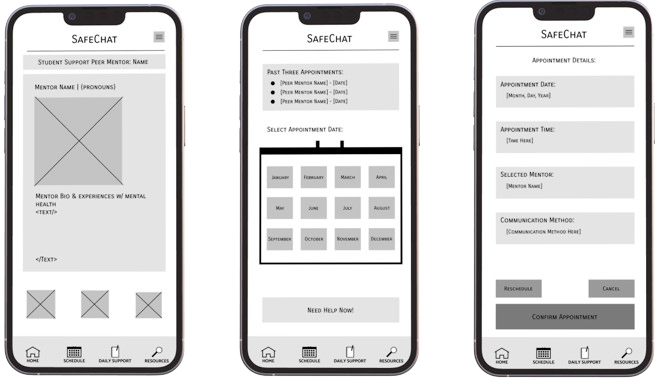 SafeChat
Student Support Peer Mentor: Name
Mentor Name | (pronouns)
Mentor Bio & experiences w/ mental
health
<text/>
</Text>
Home
Schedule
Daily Support
Resources
SafeChat
Past Three Appointments:
[Peer Mentor Name] - [Date]
[Peer Mentor Name] - [Date]
[Peer Mentor Name] - [Date]
Select Appointment Date:
January February March April
May June July August
September October November December
Need Help Now!
Home
Schedule
Daily Support
Resources
SafeChat
Appointment Details:
Appointment Date:
[Month, Day, Year]
Appointment Time:
[Time Here]
Selected Mentor:
[Mentor Name]
Communication Method:
[Communication Method Here]
Reschedule
Cancel
Confirm Appointment
Home
Schedule
Daily Support
Resources